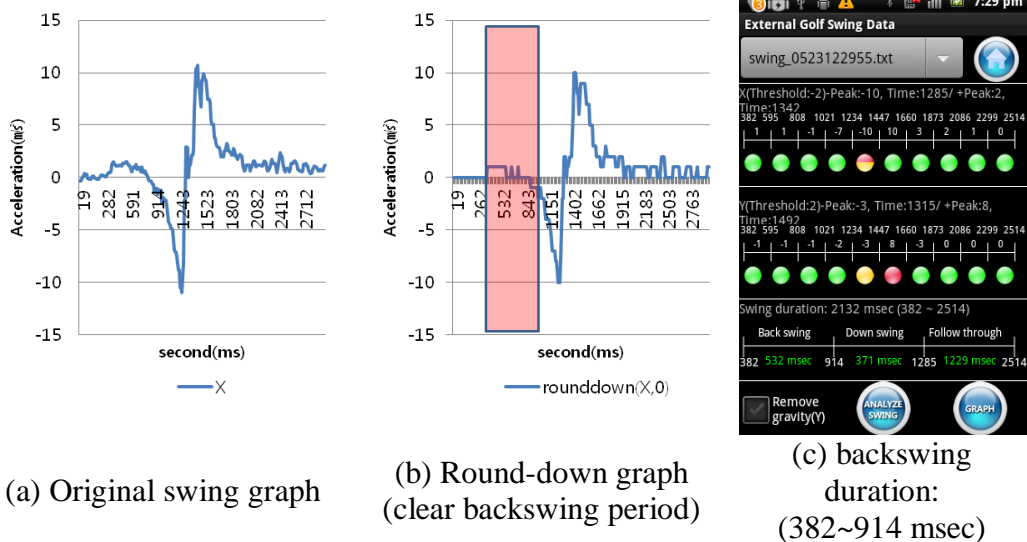 15
10
5
0
-5
-10
-15
Acceleration(㎨)
19
282
591
914
1243
1523
1803
2082
2413
2712
second(ms)
X
(a) Original swing graph
15
10
5
0
-5
-10
-15
Acceleration(㎨)
19
262
532
843
1151
1402
1662
1915
2183
2503
2763
second(ms)
rounddown(X,0)
(b) Round-down graph
(clear backswing period)
3
7:29 pm
External Golf Swing Data
swing_0523122955.txt
X(Threshold:-2)-Peak:-10, Time:1285/ +Peak:2,
Time:1342
382 595 808 1021 1234 1447 1660 1873 2086 2299 2514
1 1 -1 -7 -10 10 3 2 1 0
Y(Threshold:2)-Peak:-3, Time:1315/ +Peak:8,
Time:1492
382 595 808 1021 1234 1447 1660 1873 2086 2299 2514
-1 -1 -1 -2 -3 8 -3 0 0 0
Swing duration: 2132 msec (382 ~ 2514)
Back swing Down swing Follow through
382 532 msec 914 371 msec 1285 1229 msec 2514
Remove
gravity(Y)
ANALYZE
SWING
GRAPH
(c) backswing
duration:
(382~914 msec)